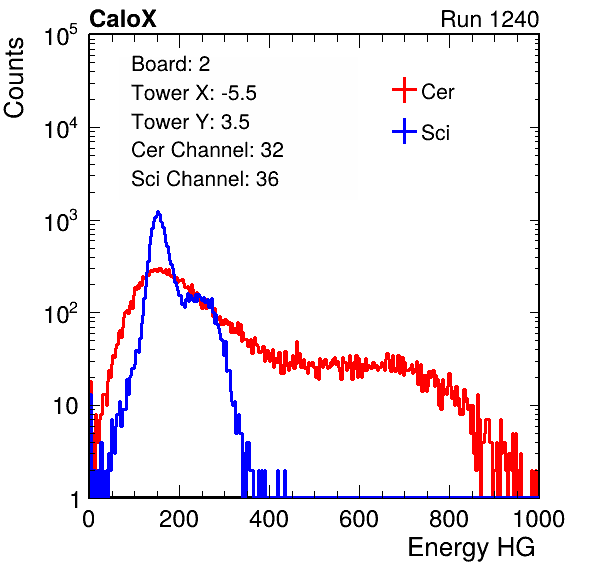 CaloX Run 1240
Counts
10^5
10^4
10^3
10^2
10
1
Board: 2
Tower X: -5.5
Tower Y: 3.5
Cer Channel: 32
Sci Channel: 36
Cer
Sci
0 200 400 600 800 1000
Energy HG